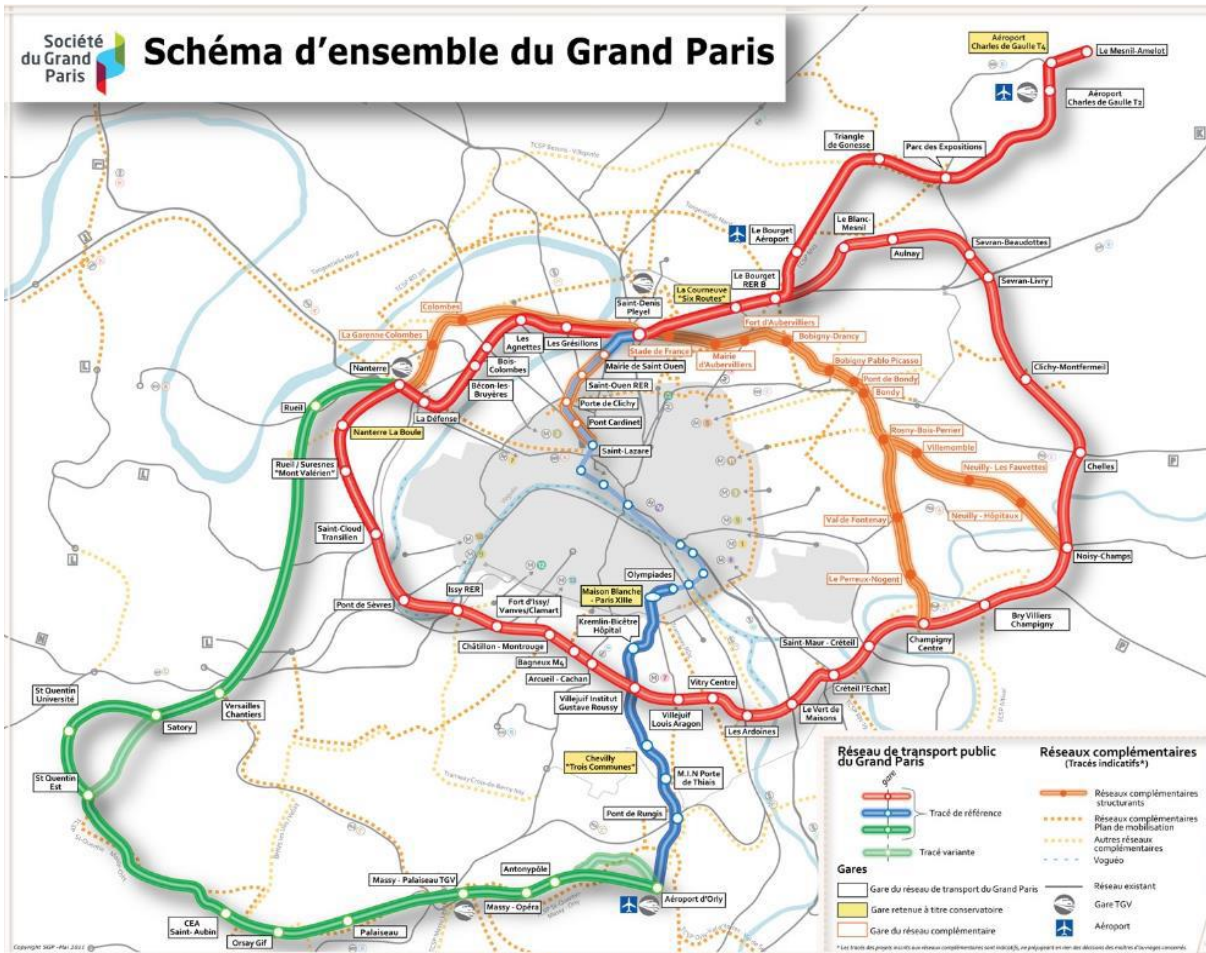 Société
du Grand
Paris
Schéma d'ensemble du Grand Paris
Aéroport
Charles de Gaulle T4
Le Mesnil-Amelot
Aéroport
Charles de Gaulle T2
Triangle
de Gonesse
Parc des Expositions
Le Bourget
Aéroport
Le Blanc-
Mesnil
Aulnay
Sevran-Beaudottes
Sevran-Livry
Le Bourget
RER B
La Courneuve
"Six Routes"
Saint-Denis
Pleyel
Colombes
La Garenne Colombes
Les
Agnettes
Les Grésillons
Stade de France
Mairie
d'Aubervilliers
Fort d'Aubervilliers
Bobigny-Drancy
Bobigny Pablo Picasso
Pont de Bondy
Bondy
Clichy-Montfermeil
Nanterre
Bois-
Colombes
Bécon-les-
Bruyères
Mairie de Saint Ouen
Saint-Ouen RER
Porte de Clichy
Pont Cardinet
Saint-Lazare
Rueil
La Défense
Nanterre La Boule
Rosny-Bois-Perrier
Villemomble
Neuilly- Les Fauvettes
Neuilly - Hôpitaux
Chelles
Rueil / Suresnes
"Mont Valérien"
Saint-Cloud
Transilien
Val de Fontenay
Noisy-Champs
Le Perreux-Nogent
Olympiades
Maison Blanche
- Paris XIIIe
Pont de Sèvres
Issy RER
Fort d'Issy/
Vanves/Clamart
Kremlin-Bicêtre
Hôpital
Bry Villiers
Champigny
Champigny
Centre
Saint-Maur - Créteil
Châtillon - Montrouge
Bagneux M4
Arcueil - Cachan
Créteil l'Echat
Vitry Centre
Villejuif Institut
Gustave Roussy
Villejuif
Louis Aragon
Le Vert de
Maisons
Les Ardoines
St Quentin
Université
Versailles
Chantiers
Satory
St Quentin
Est
Chevilly
"Trois Communes"
M.I.N Porte
de Thiais
Pont de Rungis
Antonypôle
Massy - Palaiseau TGV
Massy - Opéra
Aéroport d'Orly
CEA
Saint- Aubin
Orsay Gif
Palaiseau
Tangentielle Nord
Tangentielle Nord
Réseau de transport public
du Grand Paris
gare
Tracé de référence
Tracé variante
Gares
Gare du réseau de transport du Grand Paris
Gare retenue à titre conservatoire
Gare du réseau complémentaire
Réseaux complémentaires
(Tracés indicatifs*)
Réseaux complémentaires
structurants
Réseaux complémentaires
Plan de mobilisation
Autres réseaux
complémentaires
Voguéo
Réseau existant
Gare TGV
Aéroport
Copyright SGP -Mai 2011